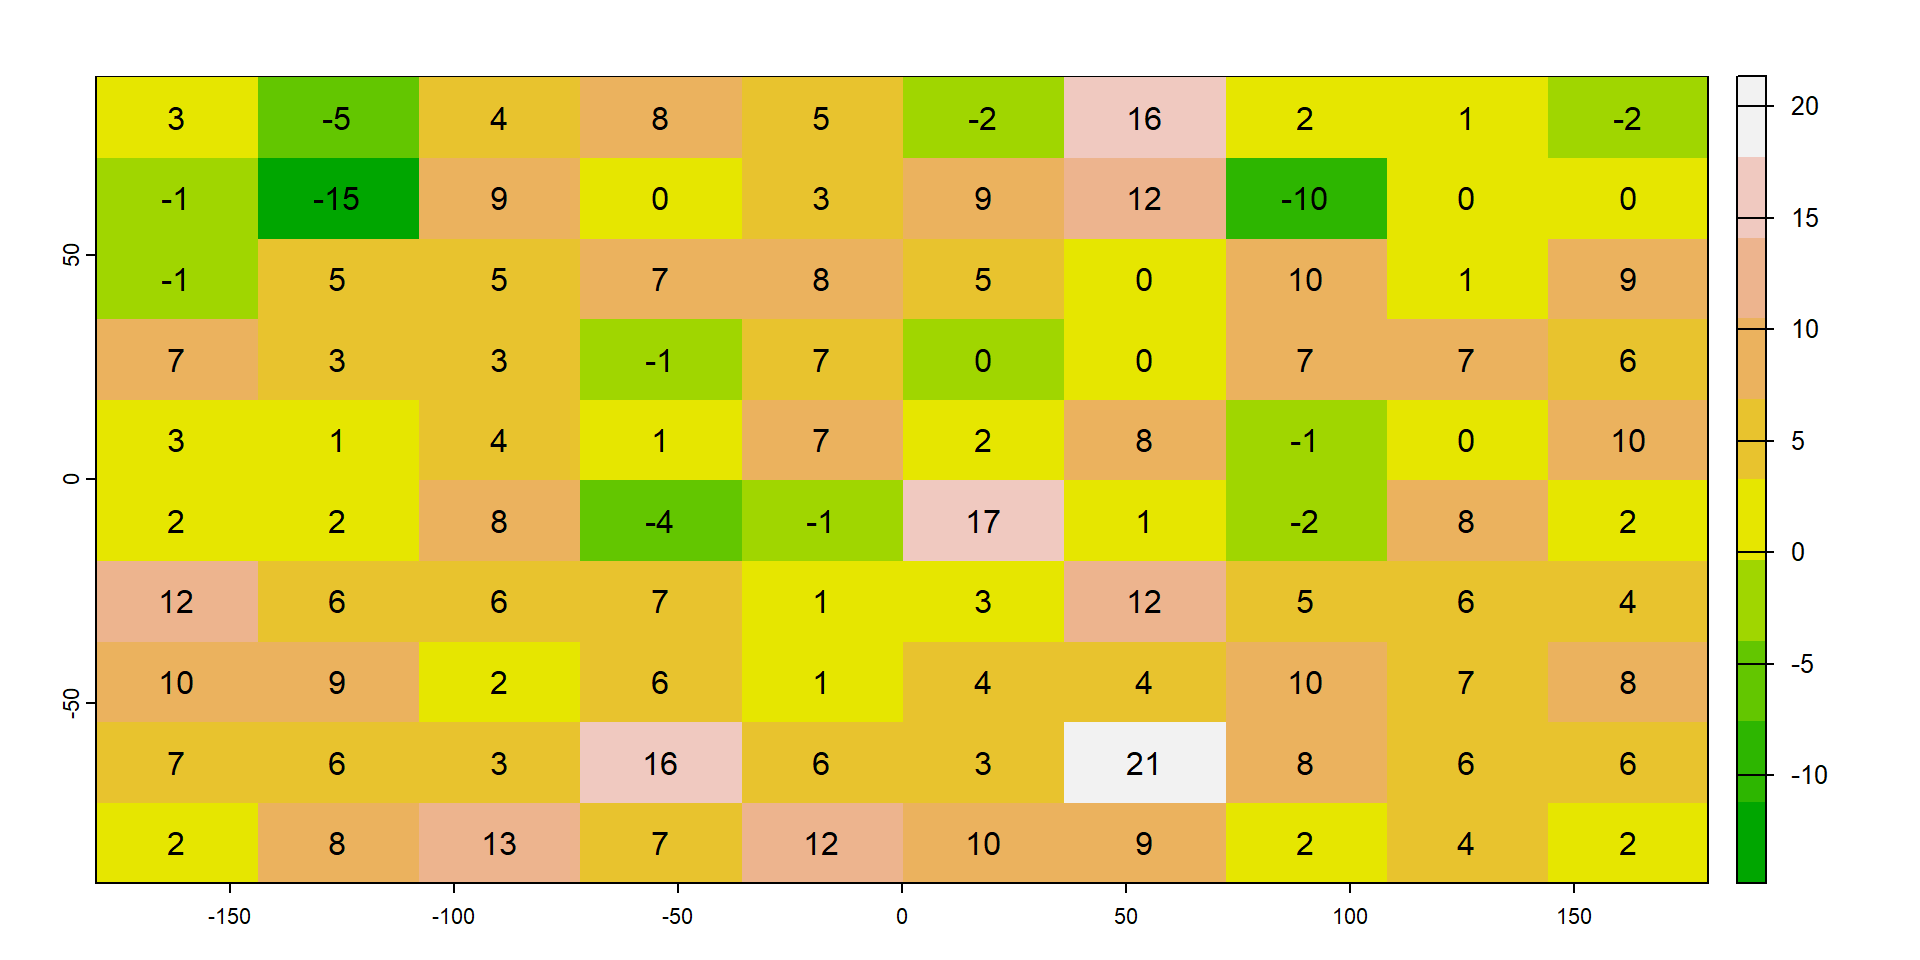 3 -5 4 8 5 -2 16 2 1 -2
-1 -15 9 0 3 9 12 -10 0 0
-1 5 5 7 8 5 0 10 1 9
7 3 3 -1 7 0 0 7 7 6
3 1 4 1 7 2 8 -1 0 10
2 2 8 -4 -1 17 1 -2 8 2
12 6 6 7 1 3 12 5 6 4
10 9 2 6 1 4 4 10 7 8
7 6 3 16 6 3 21 8 6 6
2 8 13 7 12 10 9 2 4 2
50
0
-50
-150 -100 -50 0 50 100 150
20
15
10
5
0
-5
-10